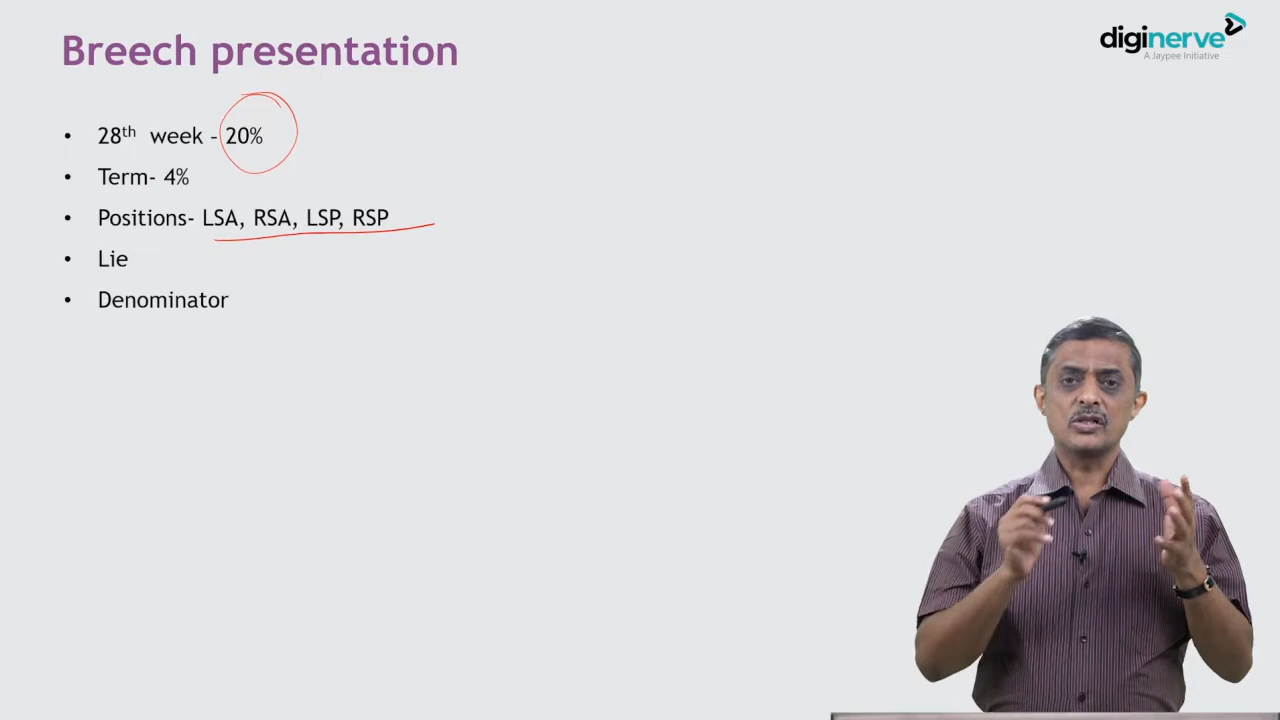 Breech presentation
diginerve
A Jaypee Initiative
• 28th week - 20%
• Term- 4%
• Positions- LSA, RSA, LSP, RSP
• Lie
• Denominator